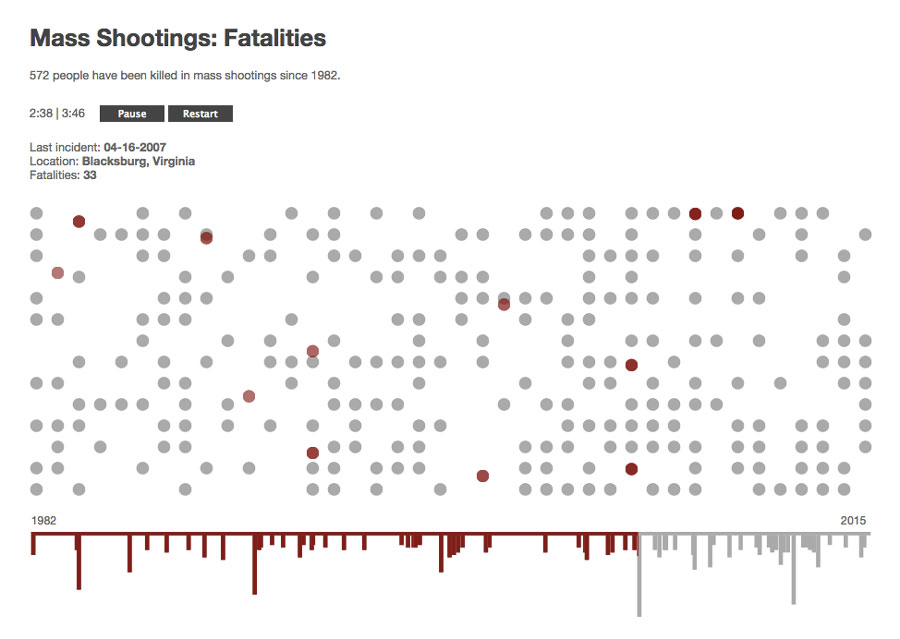 Mass Shootings: Fatalities
572 people have been killed in mass shootings since 1982.
2:38 | 3:46 Pause Restart
Last incident: 04-16-2007
Location: Blacksburg, Virginia
Fatalities: 33
1982 2015